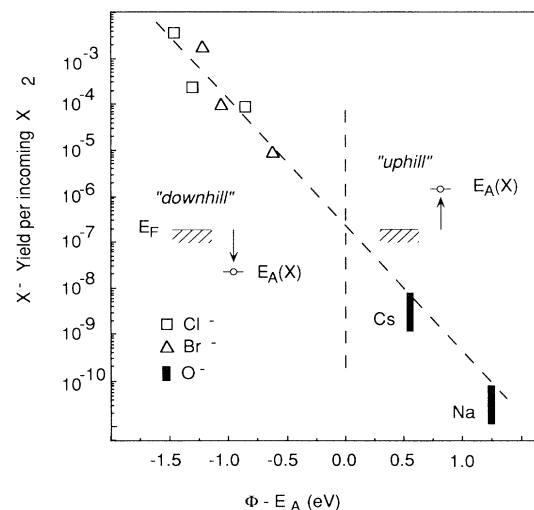 X⁻ Yield per incoming X₂
10⁻³
10⁻⁴
10⁻⁵
10⁻⁶
10⁻⁷
10⁻⁸
10⁻⁹
10⁻¹⁰
"downhill"
"uphill"
E_A(X)
E_F
E_A(X)
□ Cl⁻
△ Br⁻
▮ O⁻
Cs
Na
-1.5 -1.0 -0.5 0.0 0.5 1.0
Φ - E_A (eV)